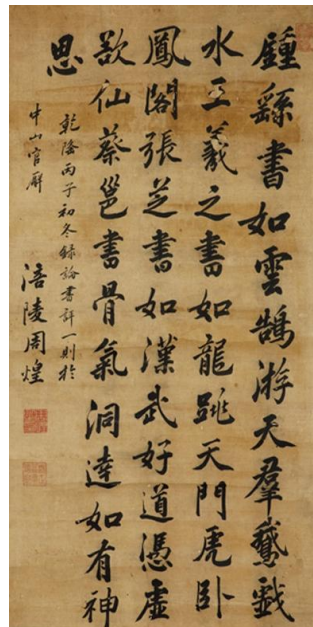 鍾繇書如雲鵠游天羣鵞戲
水王羲之書如龍跳天門虎卧
鳳閣張芝書如漢武好道憑虛
欲仙蔡邕書骨氣洞達如有神
思
乾隆丙子初冬錄論書評一則於
中山官廨
涪陵周煌